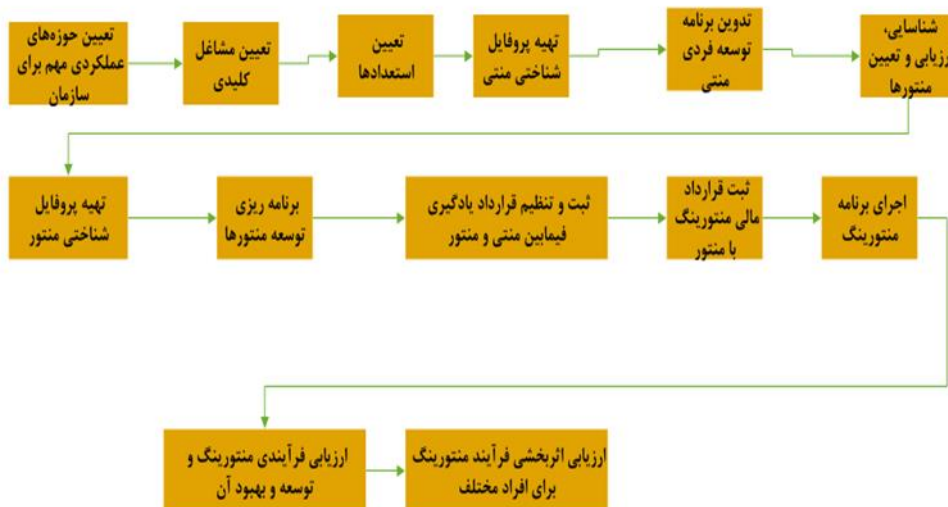 تعیین حوزه‌های
عملکردی مهم برای
سازمان
تعیین مشاغل
کلیدی
تعیین
استعدادها
تهیه پروفایل
شناختی منتی
تدوین برنامه
توسعه فردی
منتی
شناسایی،
ارزیابی و تعیین
منتورها
تهیه پروفایل
شناختی منتور
برنامه ریزی
توسعه منتورها
ثبت و تنظیم قرارداد یادگیری
فیمابین منتی و منتور
ثبت قرارداد
مالی منتورینگ
با منتور
اجرای برنامه
منتورینگ
ارزیابی فرآیندی منتورینگ و
توسعه و بهبود آن
ارزیابی اثربخشی فرآیند منتورینگ
برای افراد مختلف